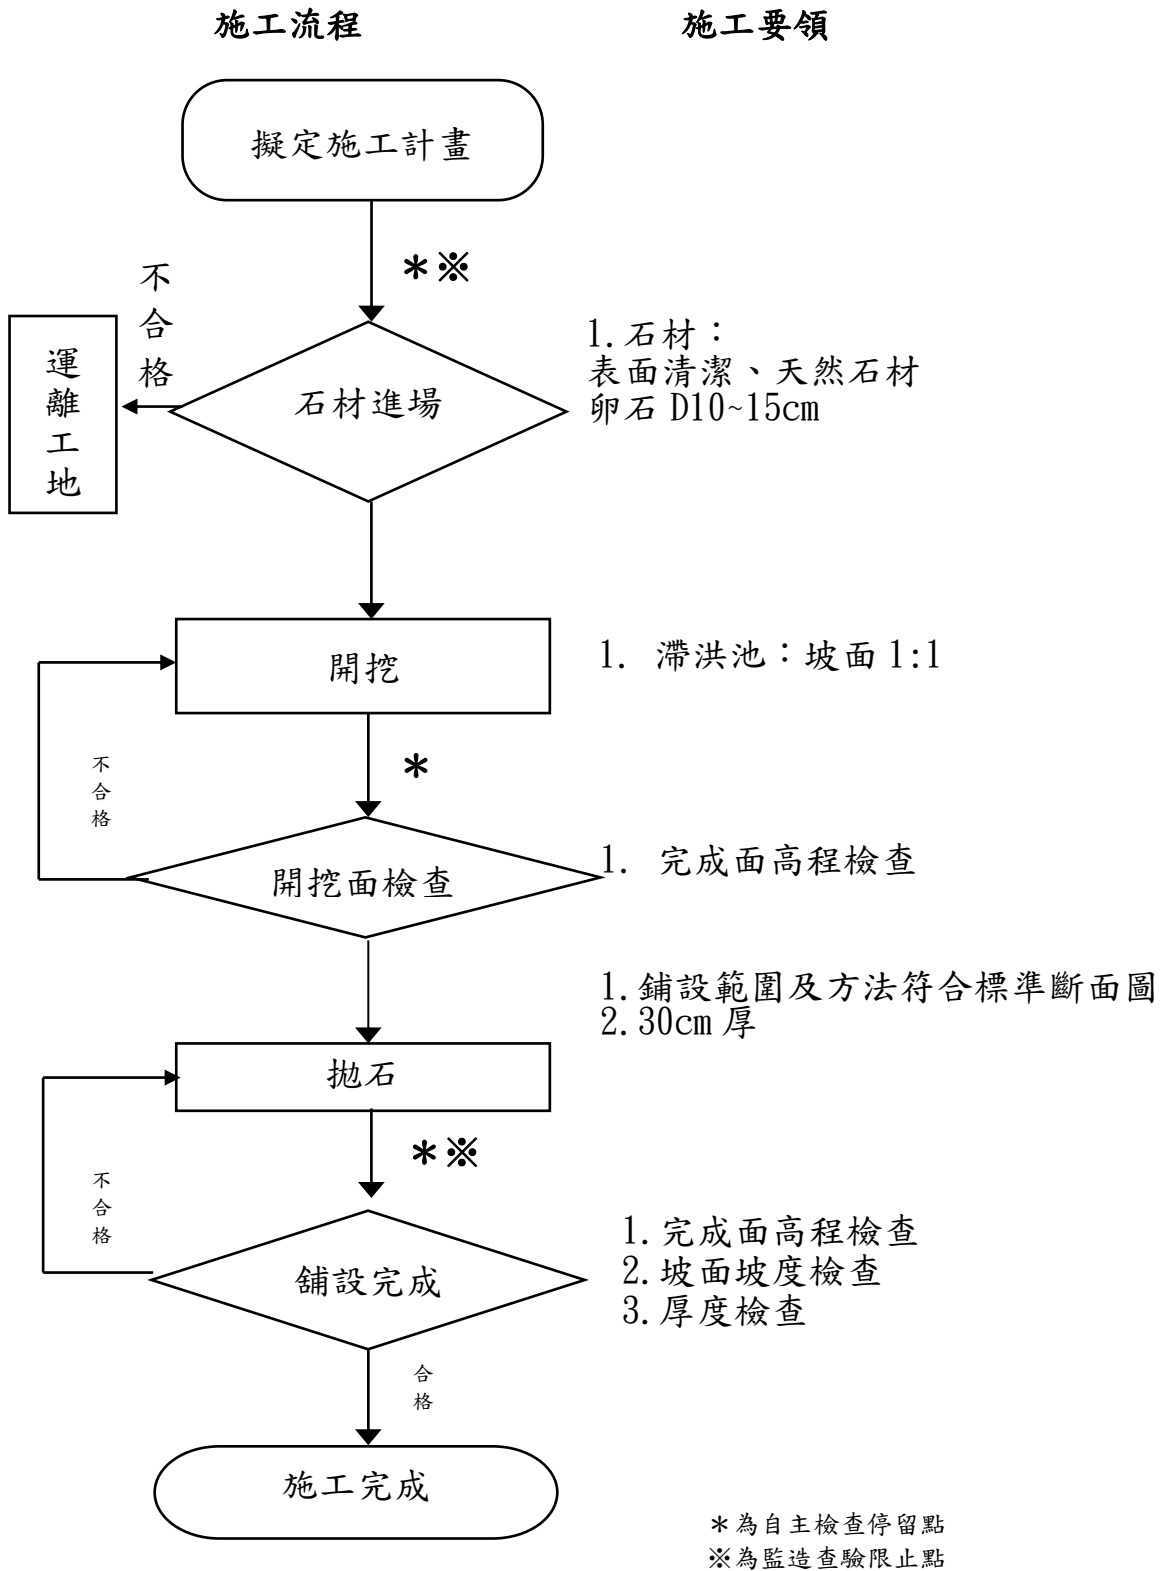 施工流程
施工要領
擬定施工計畫
＊※
不合格
運離工地
石材進場
1.石材：
表面清潔、天然石材
卵石 D10~15cm
開挖
1. 滯洪池：坡面 1:1
不合格
＊
開挖面檢查
1. 完成面高程檢查
1.鋪設範圍及方法符合標準斷面圖
2.30cm 厚
拋石
＊※
不合格
舖設完成
1.完成面高程檢查
2.坡面坡度檢查
3.厚度檢查
合格
施工完成
＊為自主檢查停留點
※為監造查驗限止點